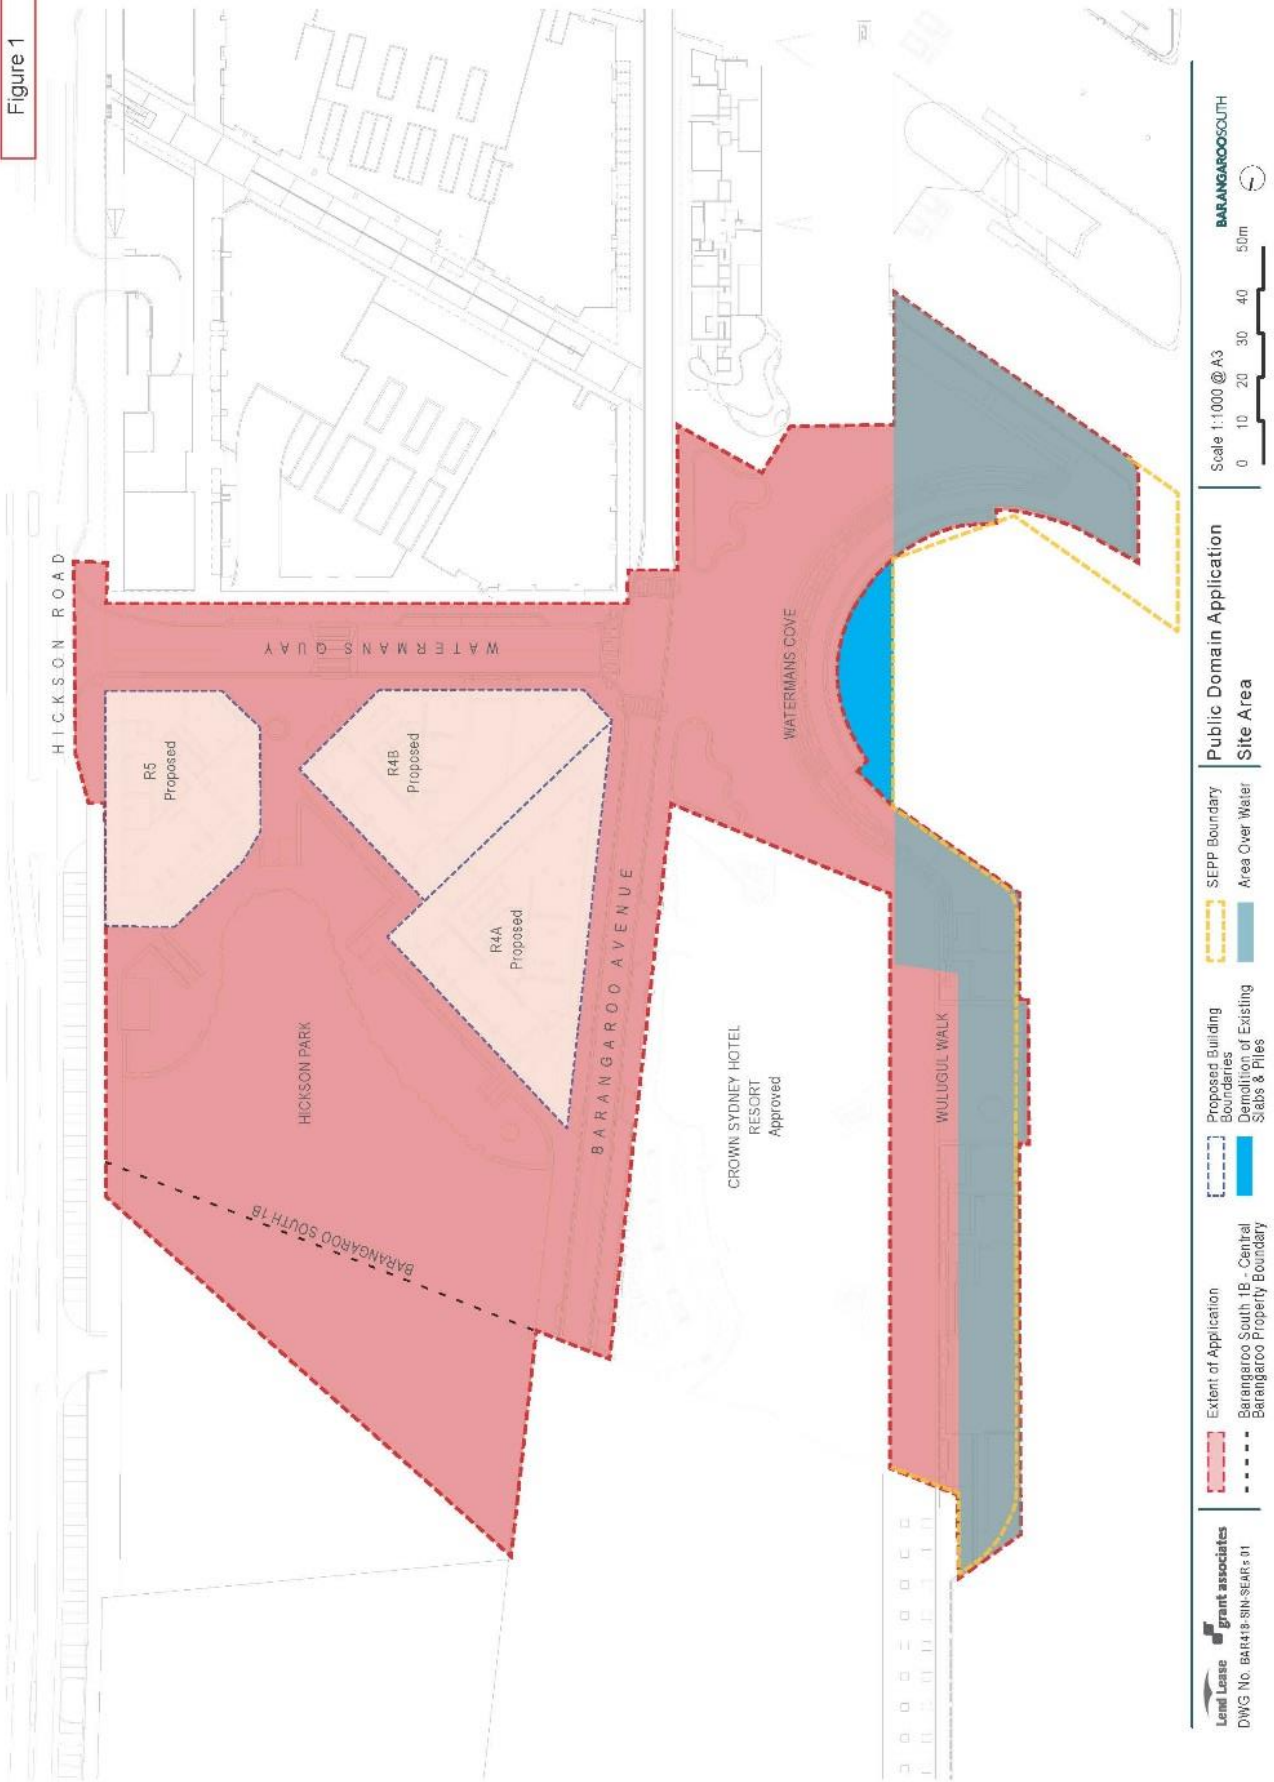 Figure 1
HICKSON ROAD
R5
Proposed
WATERMANS QUAY
R4B
Proposed
R4A
Proposed
HICKSON PARK
BARANGAROO SOUTH 1B
BARANGAROO AVENUE
WATERMANS COVE
CROWN SYDNEY HOTEL
RESORT
Approved
WULUGUL WALK
Lend Lease
grant associates
DWG No. BAR418-SIN-SEARs 01
Extent of Application
Barangaroo South 1B - Central
Barangaroo Property Boundary
Proposed Building
Boundaries
Demolition of Existing
Slabs & Piles
SEPP Boundary
Area Over Water
Public Domain Application
Site Area
Scale 1:1000 @ A3
0 10 20 30 40 50m
BARANGAROOSOUTH